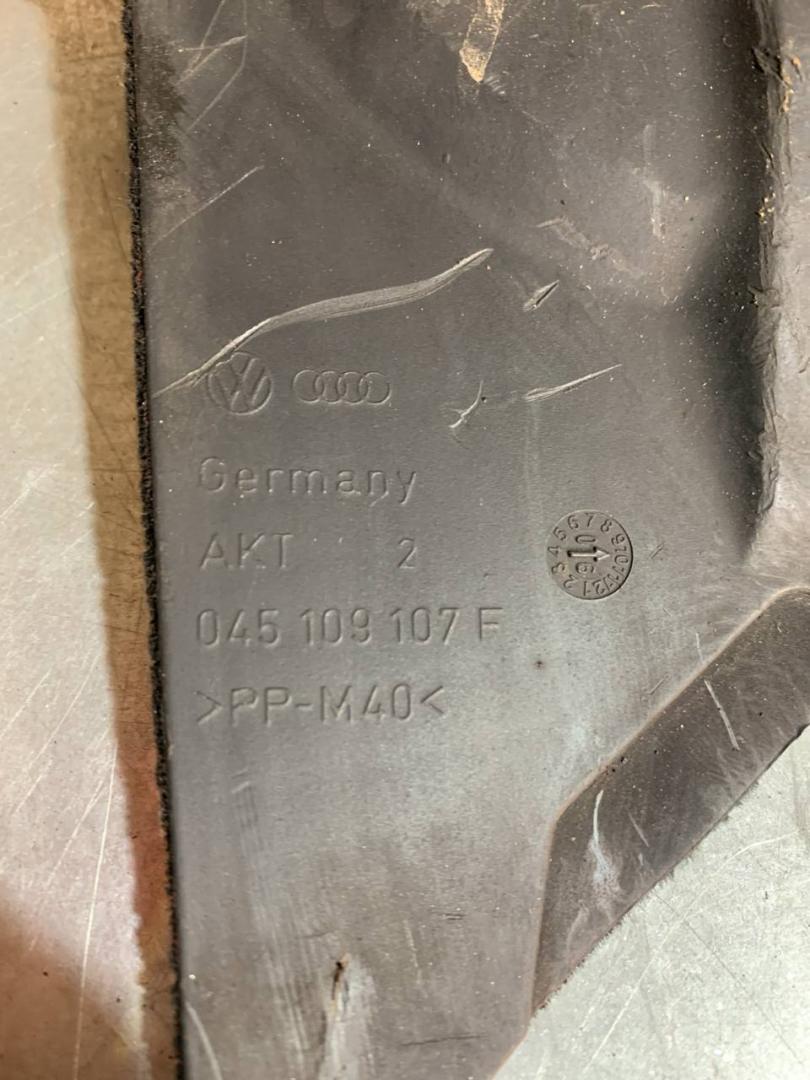 Germany
AKT 2
045 109 107 F
>PP-M40<